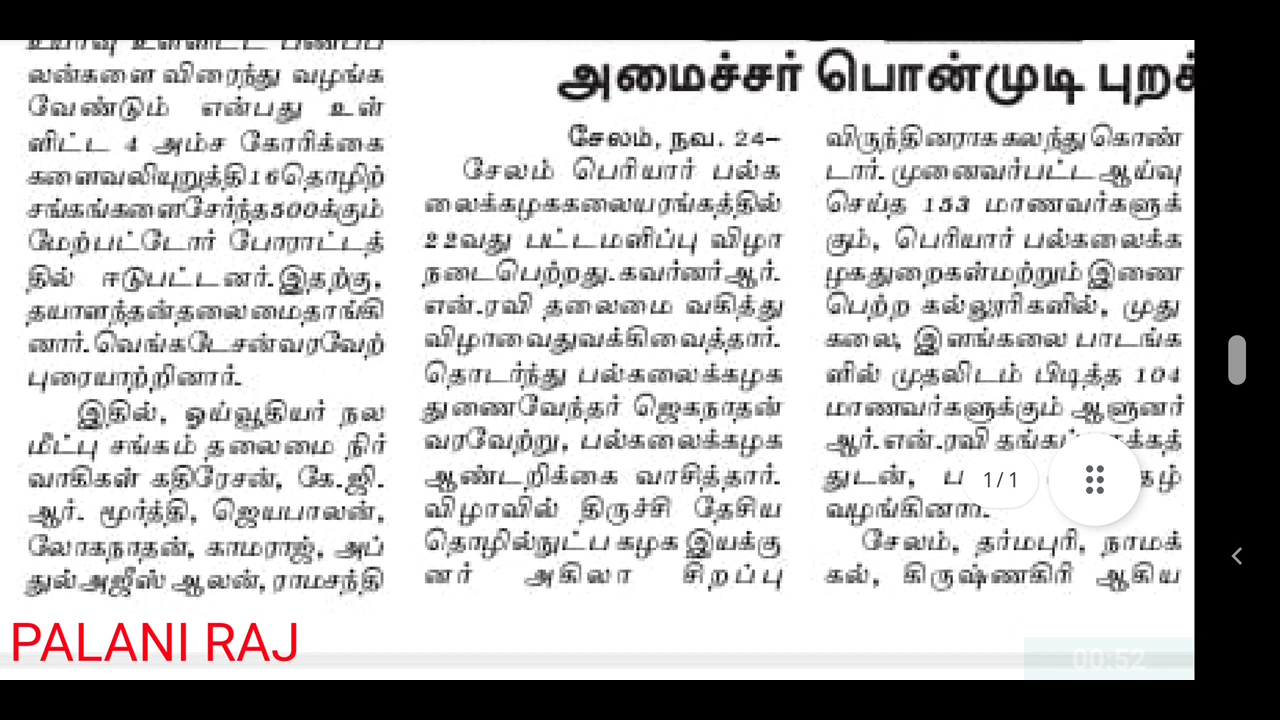 லன்களை விரைந்து வழங்க
வேண்டும் என்பது உள்
ளிட்ட 4 அம்ச கோரிக்கை
களைவலியுறுத்தி 16 தொழிற்
சங்கங்களைசேர்ந்த500க்கும்
மேற்பட்டோர் போராட்டத்
தில் ஈடுபட்டனர். இதற்கு,
தயாளந்தன் தலைமைதாங்கி
னார். வெங்கடேசன் வரவேற்
புரையாற்றினார்.
இதில், ஓய்வூதியர் நல
மீட்பு சங்கம் தலைமை நிர்
வாகிகள் கதிரேசன், கே.ஜி.
ஆர். மூர்த்தி, ஜெயபாலன்,
லோகநாதன், காமராஜ், அப்
துல் அஜீஸ் ஆலன், ராமசந்தி
அமைச்சர் பொன்முடி புறக்
சேலம், நவ. 24–
சேலம் பெரியார் பல்க
லைக்கழககலையரங்கத்தில்
22வது பட்டமளிப்பு விழா
நடைபெற்றது. கவர்னர் ஆர்.
என்.ரவி தலைமை வகித்து
விழாவைதுவக்கிவைத்தார்.
தொடர்ந்து பல்கலைக்கழக
துணைவேந்தர் ஜெகநாதன்
வரவேற்று, பல்கலைக்கழக
ஆண்டறிக்கை வாசித்தார்.
விழாவில் திருச்சி தேசிய
தொழில்நுட்ப கழக இயக்கு
னர் அகிலா சிறப்பு
விருந்தினராக கலந்து கொண்
டார். முனைவர்பட்ட ஆய்வு
செய்த 153 மாணவர்களுக்
கும், பெரியார் பல்கலைக்க
ழக துறைகள் மற்றும் இணை
பெற்ற கல்லூரிகளில், முது
கலை, இளங்கலை பாடங்க
ளில் முதலிடம் பிடித்த 104
மாணவர்களுக்கும் ஆளுனர்
ஆர். என்.ரவி
துடன்,
வழங்கினார்.
சேலம், தர்மபுரி, நாமக்
கல், கிருஷ்ணகிரி ஆகிய
1/1
PALANI RAJ
00:52